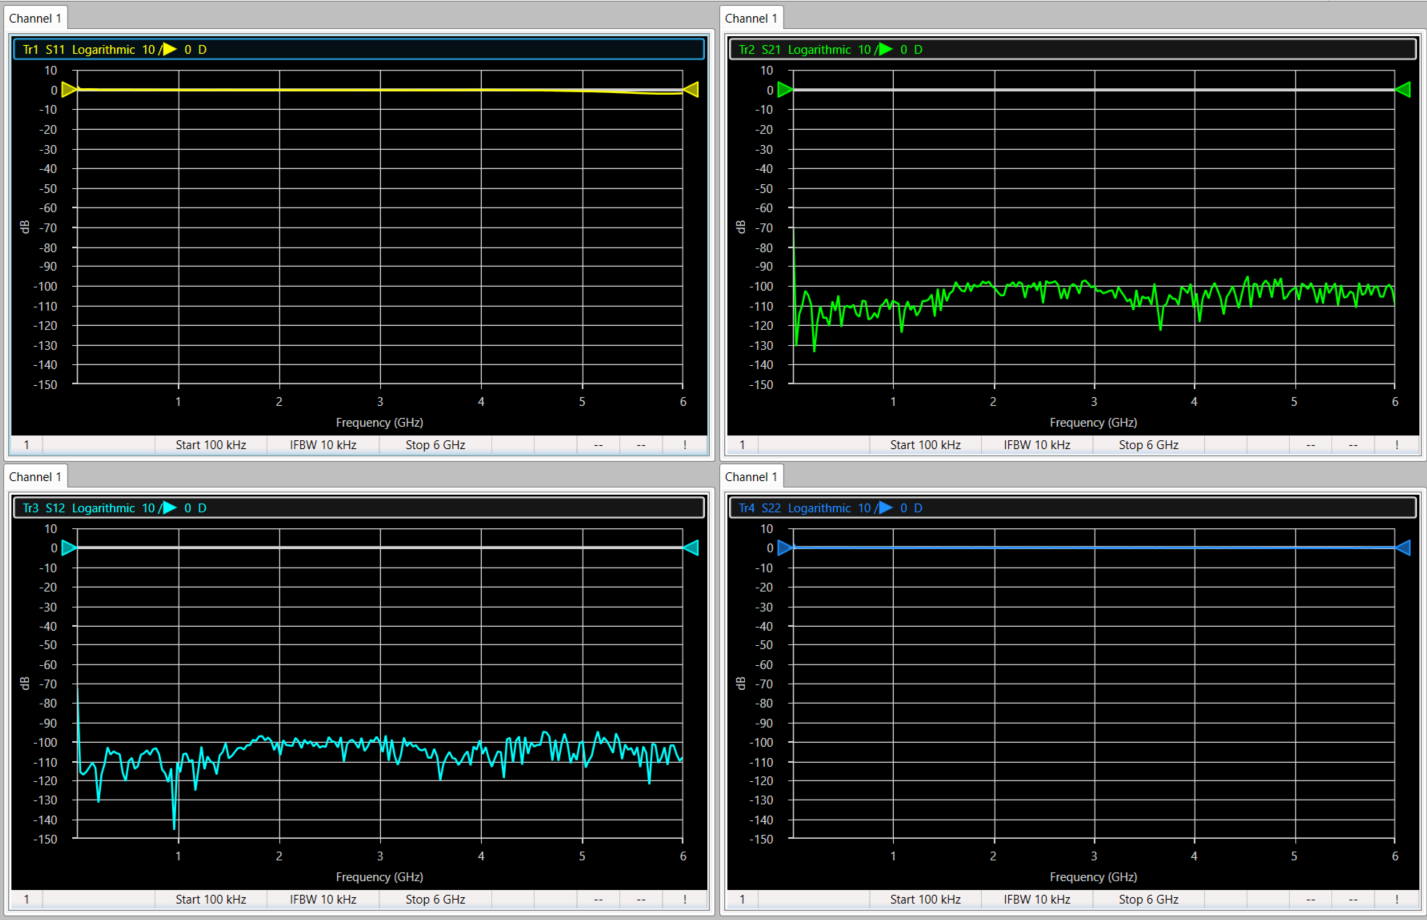 Channel 1
Tr1 S11 Logarithmic 10 / 0 D
10
0
-10
-20
-30
-40
-50
-60
-70
-80
-90
-100
-110
-120
-130
-140
-150
dB
1 2 3 4 5 6
Frequency (GHz)
1 Start 100 kHz IFBW 10 kHz Stop 6 GHz -- -- !
Channel 1
Tr2 S21 Logarithmic 10 / 0 D
10
0
-10
-20
-30
-40
-50
-60
-70
-80
-90
-100
-110
-120
-130
-140
-150
dB
1 2 3 4 5 6
Frequency (GHz)
1 Start 100 kHz IFBW 10 kHz Stop 6 GHz -- -- !
Channel 1
Tr3 S12 Logarithmic 10 / 0 D
10
0
-10
-20
-30
-40
-50
-60
-70
-80
-90
-100
-110
-120
-130
-140
-150
dB
1 2 3 4 5 6
Frequency (GHz)
1 Start 100 kHz IFBW 10 kHz Stop 6 GHz -- -- !
Channel 1
Tr4 S22 Logarithmic 10 / 0 D
10
0
-10
-20
-30
-40
-50
-60
-70
-80
-90
-100
-110
-120
-130
-140
-150
dB
1 2 3 4 5 6
Frequency (GHz)
1 Start 100 kHz IFBW 10 kHz Stop 6 GHz -- -- !